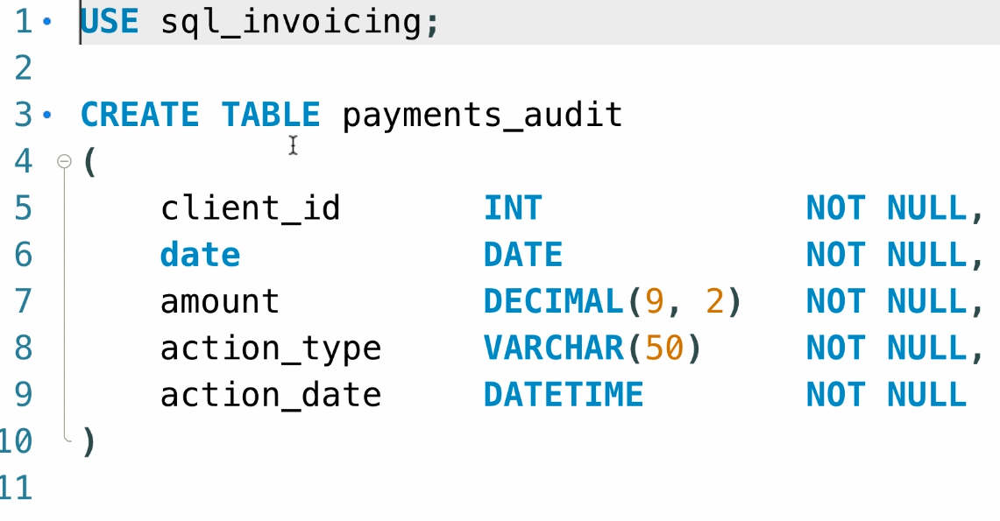 1 USE sql_invoicing;
2
3 CREATE TABLE payments_audit
4 (
5 client_id INT NOT NULL,
6 date DATE NOT NULL,
7 amount DECIMAL(9, 2) NOT NULL,
8 action_type VARCHAR(50) NOT NULL,
9 action_date DATETIME NOT NULL
10 )
11